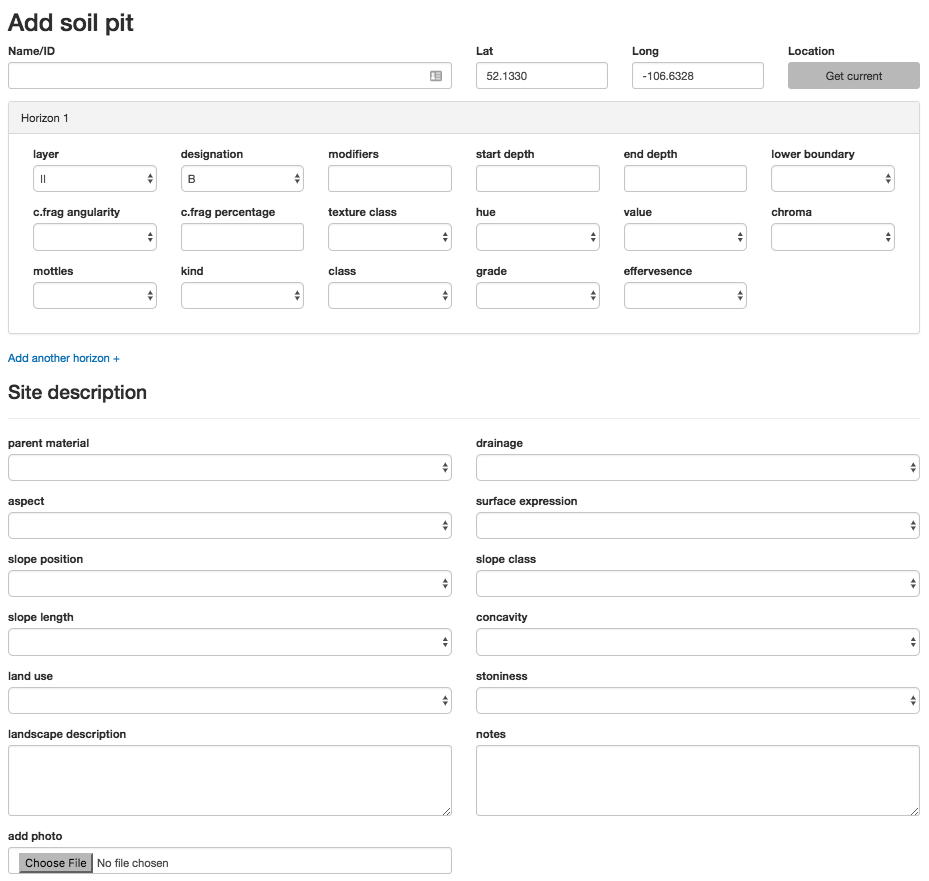 Add soil pit
Name/ID Lat Long Location
52.1330 -106.6328 Get current
Horizon 1
layer designation modifiers start depth end depth lower boundary
II B
c.frag angularity c.frag percentage texture class hue value chroma
mottles kind class grade effervesence
Add another horizon +
Site description
parent material drainage
aspect surface expression
slope position slope class
slope length concavity
land use stoniness
landscape description notes
add photo
Choose File No file chosen